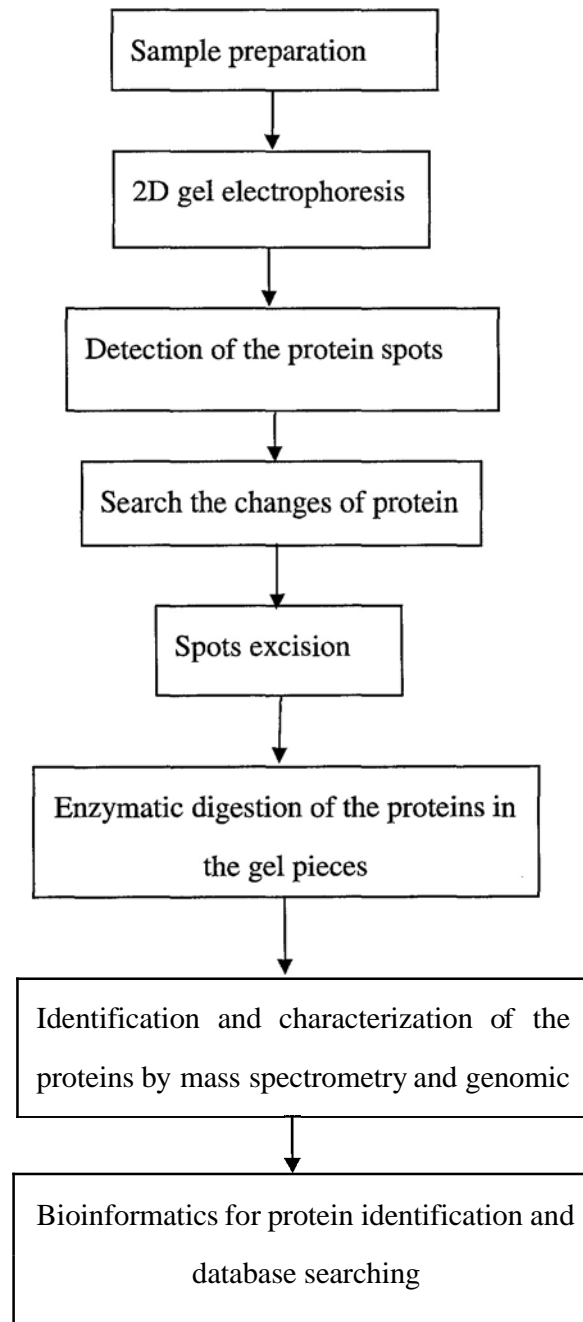 Sample preparation
2D gel electrophoresis
Detection of the protein spots
Search the changes of protein
Spots excision
Enzymatic digestion of the proteins in
the gel pieces
Identification and characterization of the
proteins by mass spectrometry and genomic
Bioinformatics for protein identification and
database searching